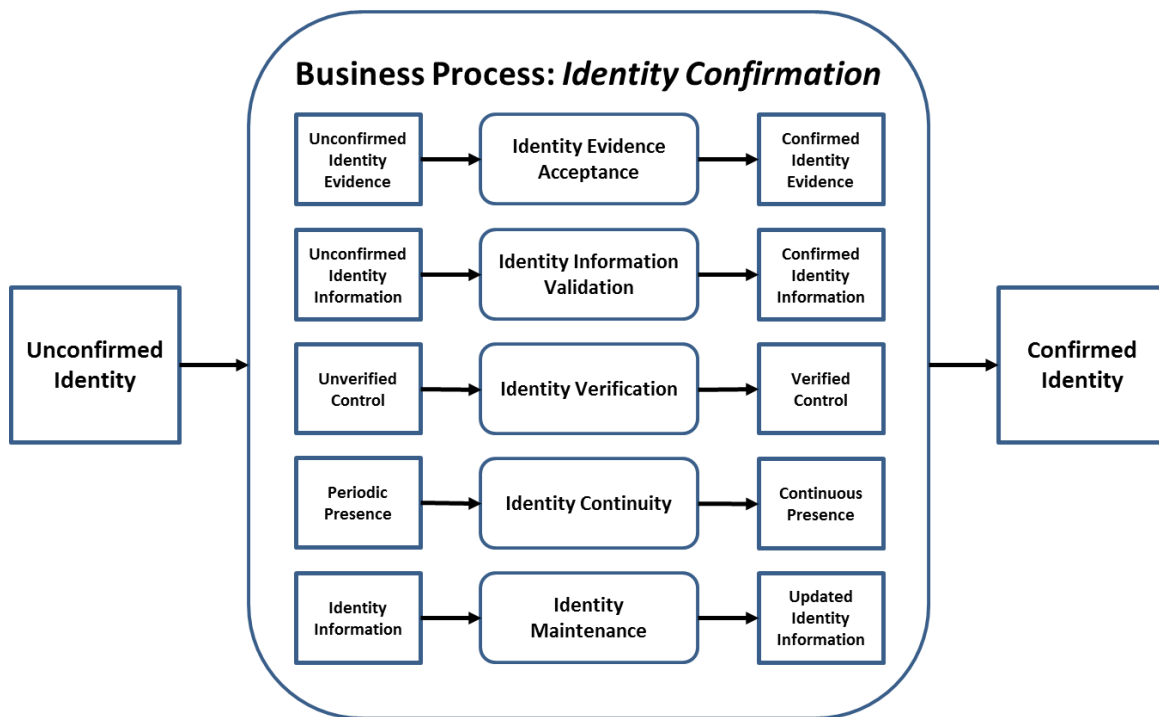 Business Process: Identity Confirmation
Unconfirmed
Identity
Evidence
Identity Evidence
Acceptance
Confirmed
Identity
Evidence
Unconfirmed
Identity
Information
Identity Information
Validation
Confirmed
Identity
Information
Unconfirmed
Identity
Unverified
Control
Identity Verification
Verified
Control
Confirmed
Identity
Periodic
Presence
Identity Continuity
Continuous
Presence
Identity
Information
Identity
Maintenance
Updated
Identity
Information